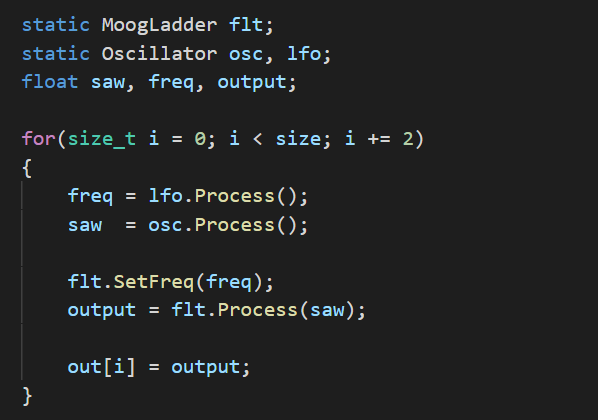 static MoogLadder flt;
static Oscillator osc, lfo;
float saw, freq, output;

for(size_t i = 0; i < size; i += 2)
{
    freq = lfo.Process();
    saw  = osc.Process();

    flt.SetFreq(freq);
    output = flt.Process(saw);

    out[i] = output;
}